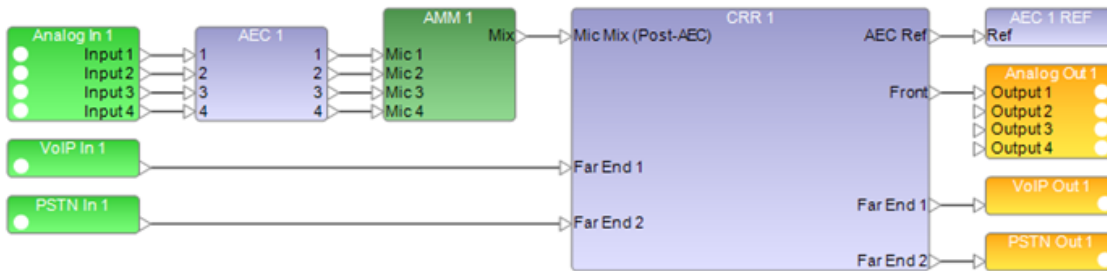 Analog In 1
Input 1
Input 2
Input 3
Input 4
AEC 1
1 1
2 2
3 3
4 4
AMM 1
Mix
Mic 1
Mic 2
Mic 3
Mic 4
VoIP In 1
PSTN In 1
CRR 1
Mic Mix (Post-AEC) AEC Ref
Front
Far End 1
Far End 1
Far End 2
Far End 2
AEC 1 REF
Ref
Analog Out 1
Output 1
Output 2
Output 3
Output 4
VoIP Out 1
PSTN Out 1